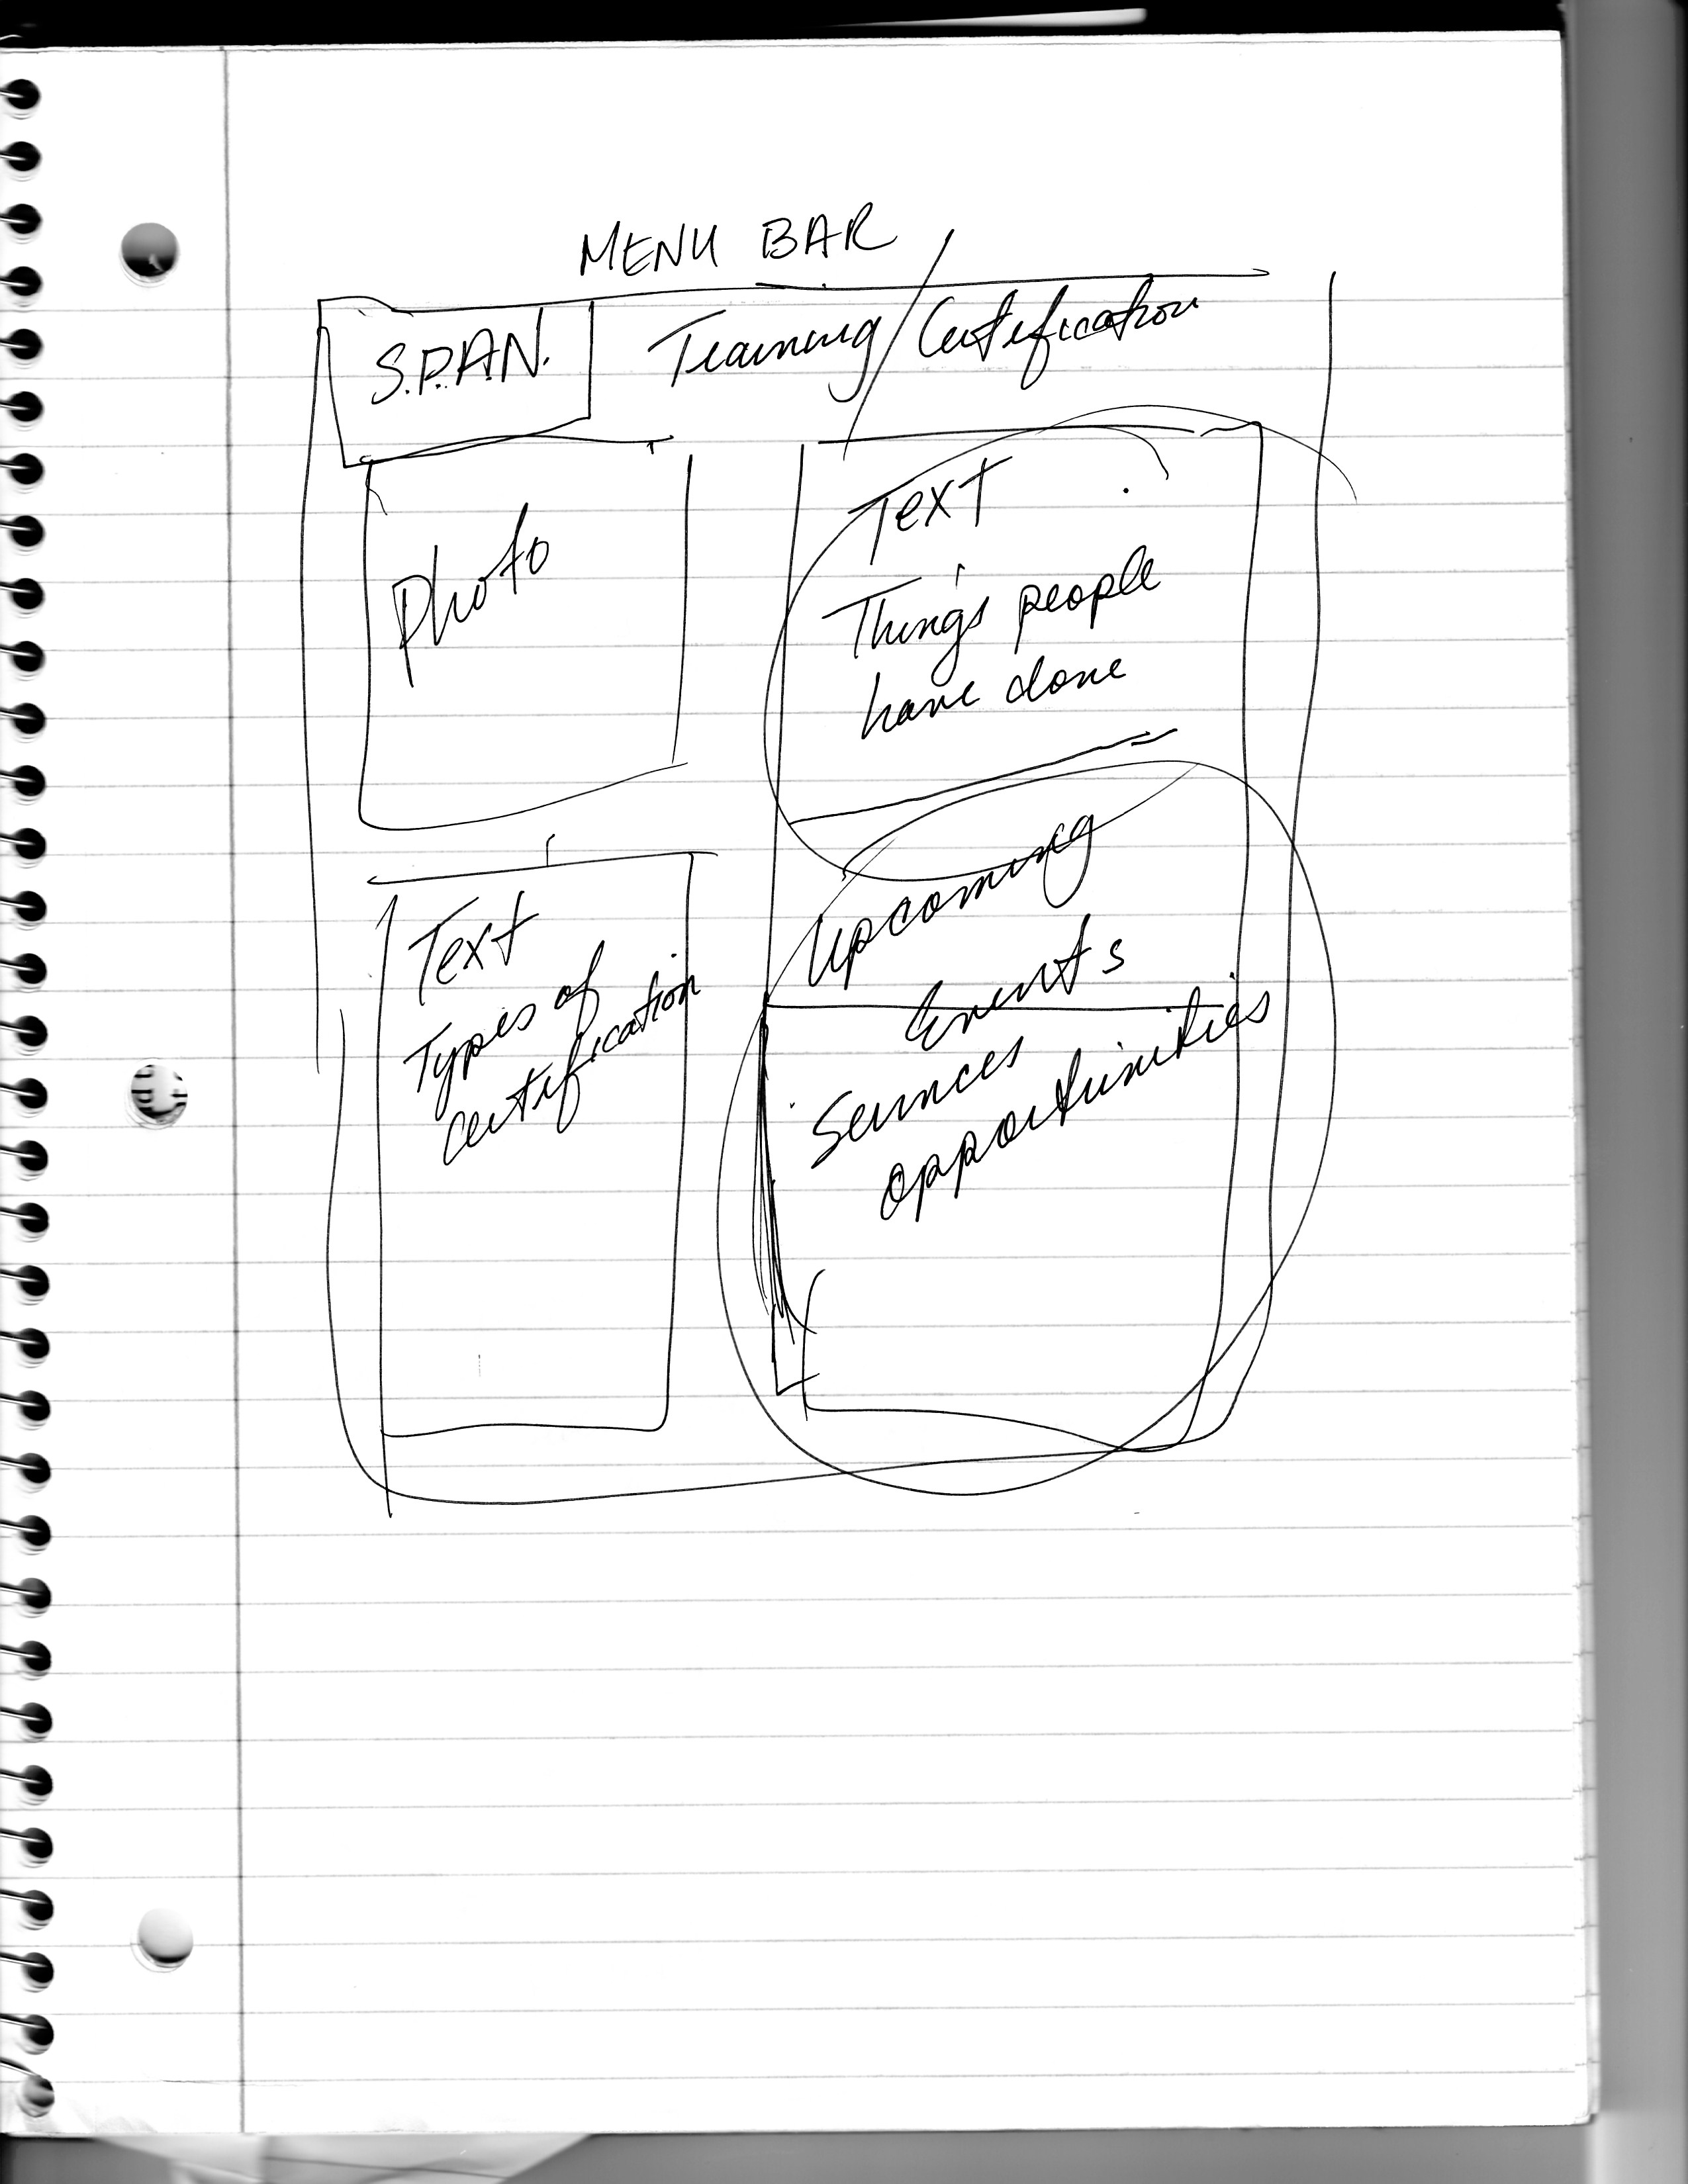 MENU BAR
S.P.A.N. Training/Certification
Photo
Text
Things people
have done
Text
Types of
certification
Upcoming
Events
Services
opportunities